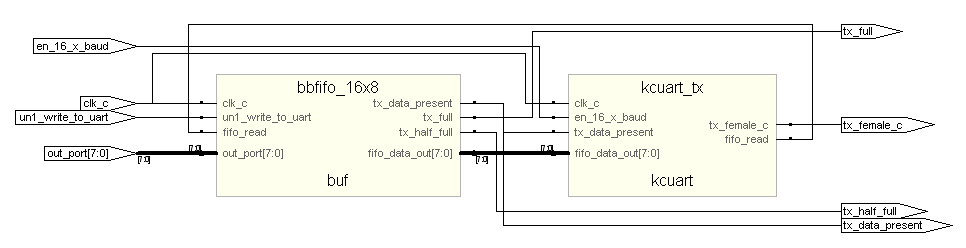 tx_full
en_16_x_baud
bbfifo_16x8
kcuart_tx
clk_c
clk_c
tx_data_present
clk_c
un1_write_to_uart
un1_write_to_uart
tx_full
en_16_x_baud
fifo_read
tx_half_full
tx_data_present
tx_female_c
tx_female_c
fifo_read
out_port[7:0]
[7:0]
[7:0]
out_port[7:0]
fifo_data_out[7:0]
[7:0]
[7:0]
fifo_data_out[7:0]
buf
kcuart
tx_half_full
tx_data_present